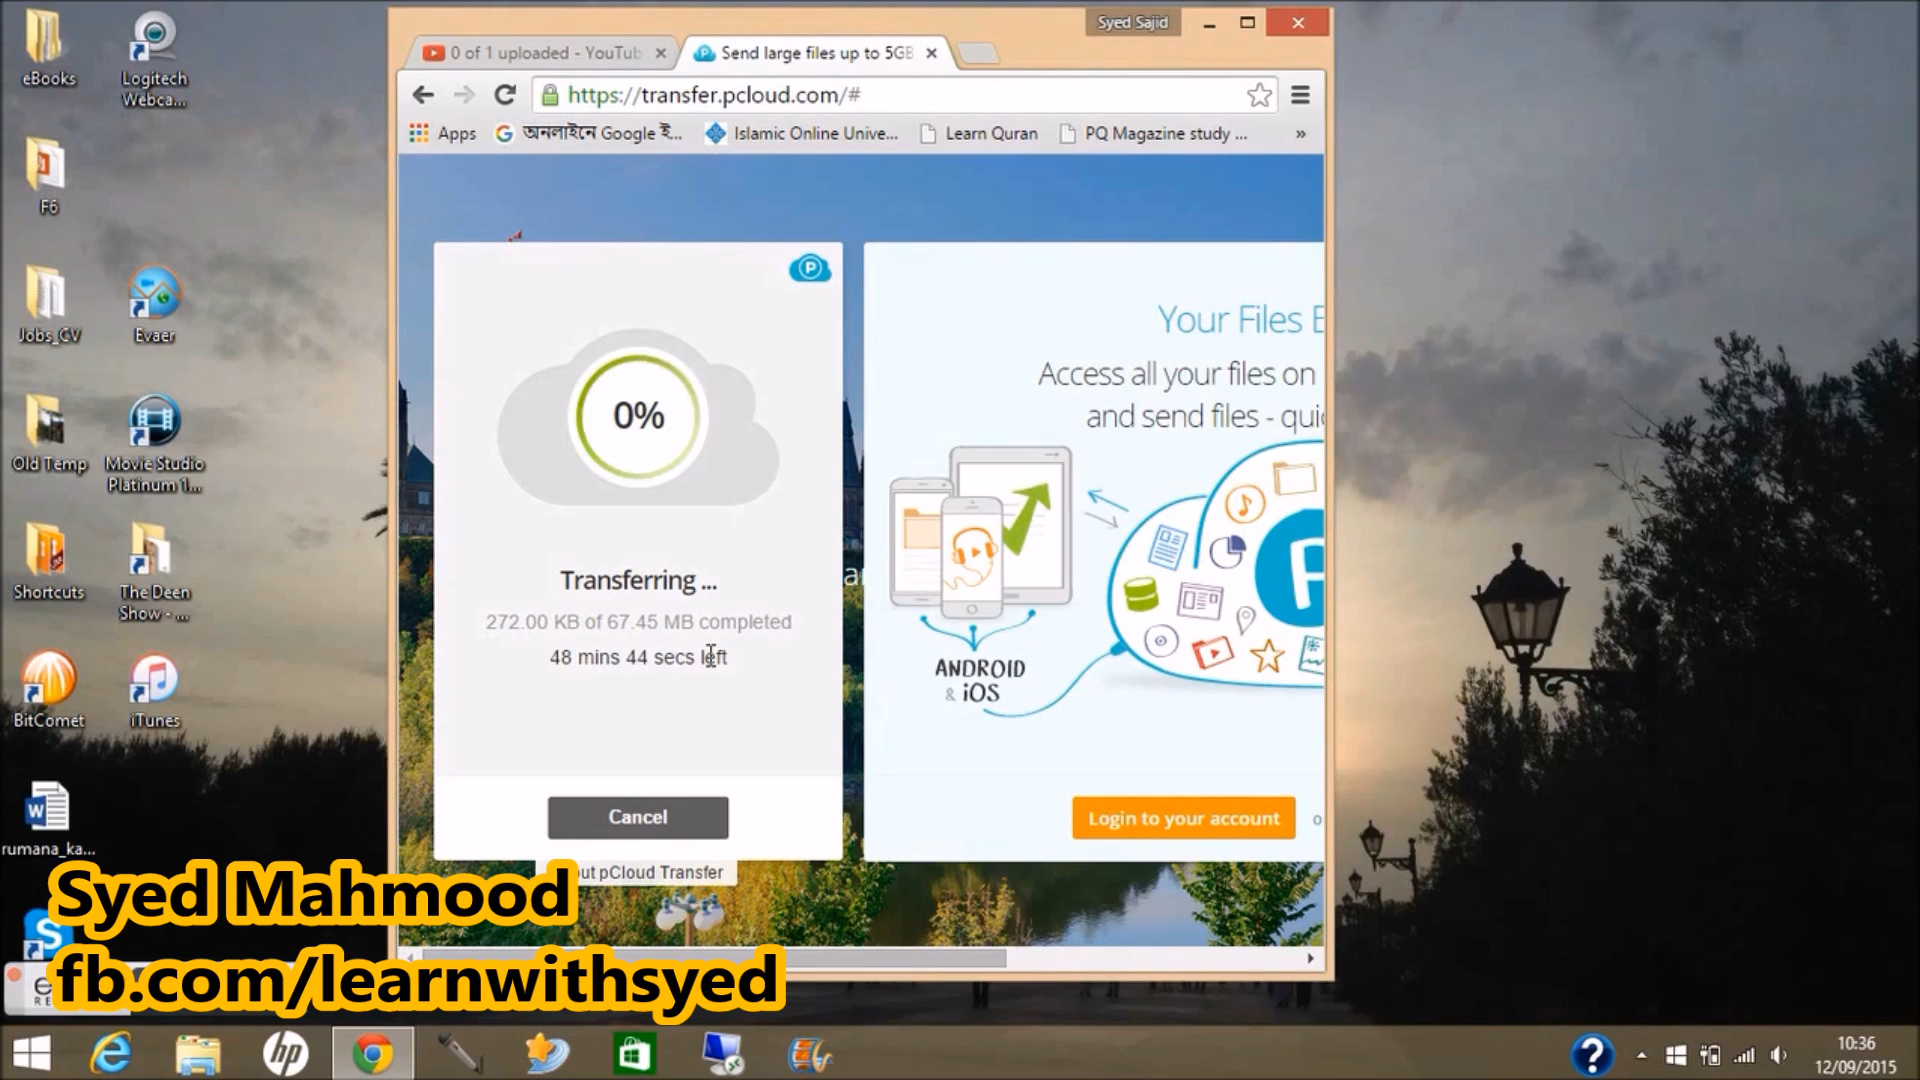 eBooks
Logitech
Webca...
F6
Jobs_CV
Evaer
Old Temp
Movie Studio
Platinum 1...
Shortcuts
The Deen
Show - ...
BitComet
iTunes
rumana_ka...
Syed Sajid
0 of 1 uploaded - YouTub
Send large files up to 5GB
https://transfer.pcloud.com/#
Apps
অনলাইনে Google ই...
Islamic Online Unive...
Learn Quran
PQ Magazine study ...
»
P
0%
Transferring ...
272.00 KB of 67.45 MB completed
48 mins 44 secs left
Cancel
out pCloud Transfer
Your Files E
Access all your files on
and send files - quic
ANDROID
& iOS
Login to your account
Syed Mahmood
fb.com/learnwithsyed
hp
10:36
12/09/2015